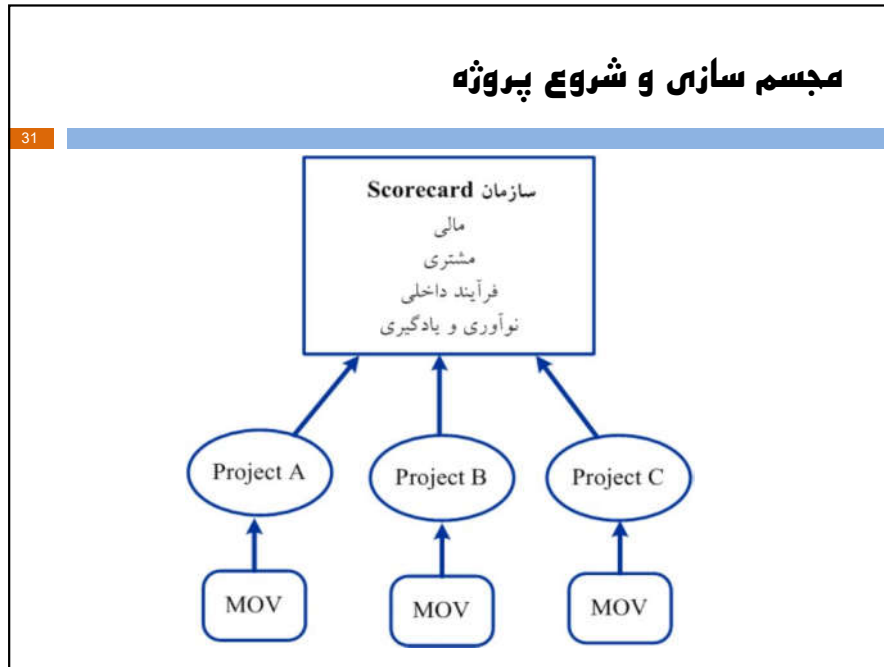 مجسم سازی و شروع پروژه
31
سازمان Scorecard
مالی
مشتری
فرآیند داخلی
نوآوری و یادگیری
Project A
Project B
Project C
MOV
MOV
MOV